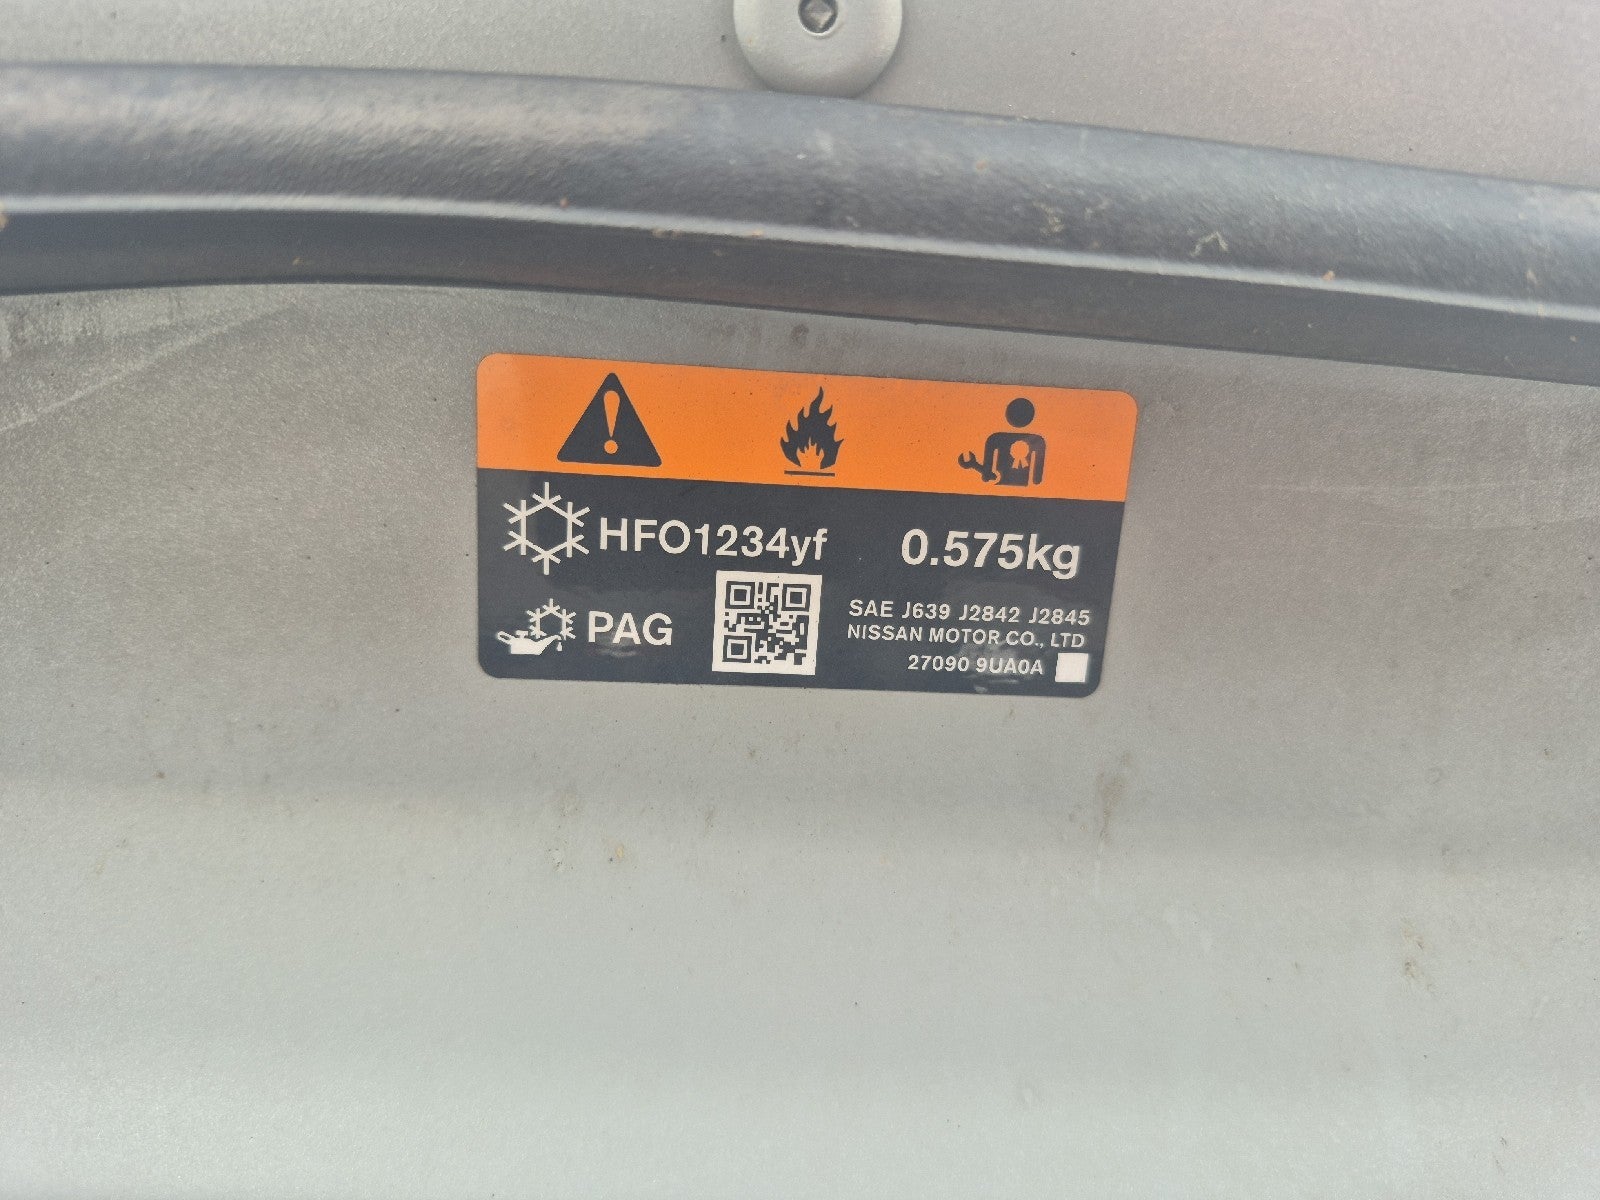 HFO1234yf 0.575kg
PAG
SAE J639 J2842 J2845
NISSAN MOTOR CO., LTD
27090 9UA0A